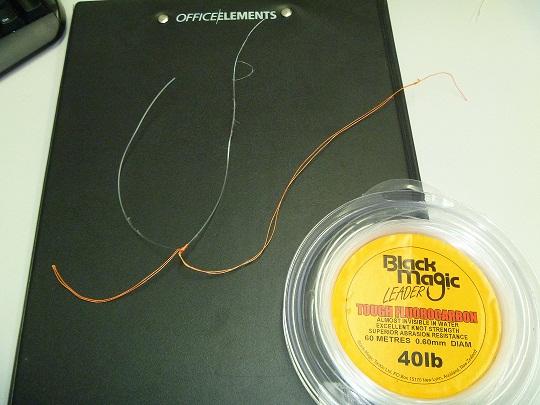 OFFICEELEMENTS
Black
Magic
LEADER
TOUGH FLUOROCARBON
ALMOST INVISIBLE IN WATER
EXCELLENT KNOT STRENGTH
SUPERIOR ABRASION RESISTANCE
60 METRES 0.60mm DIAM
40lb